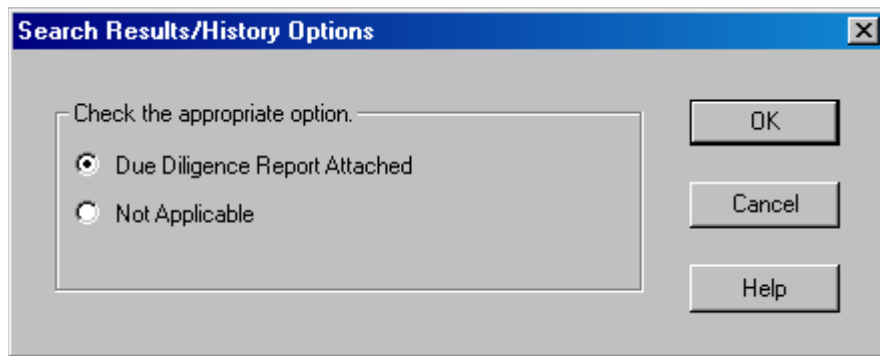 Search Results/History Options
Check the appropriate option.
Due Diligence Report Attached
Not Applicable
OK
Cancel
Help